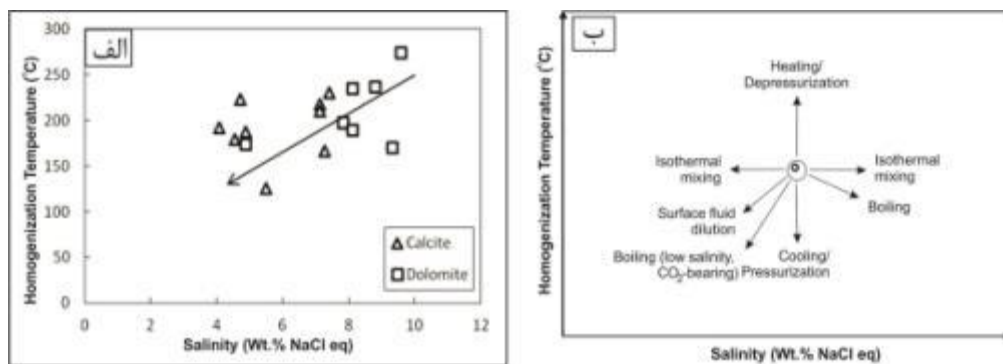 الف
Homogenization Temperature (°C)
300
250
200
150
100
50
0
Calcite
Dolomite
0 2 4 6 8 10 12
Salinity (Wt.% NaCl eq)
ب
Homogenization Temperature (°C)
Heating/
Depressurization
Isothermal
mixing
Isothermal
mixing
Boiling
Surface fluid
dilution
Boiling (low salinity,
CO₂-bearing)
Cooling/
Pressurization
Salinity (Wt.% NaCl eq)